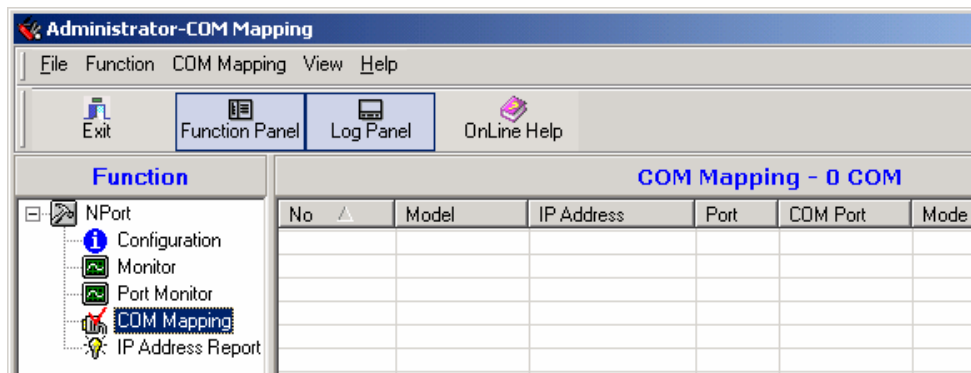 Administrator-COM Mapping
File Function COM Mapping View Help
Exit Function Panel Log Panel OnLine Help
Function
COM Mapping - 0 COM
NPort
Configuration
Monitor
Port Monitor
COM Mapping
IP Address Report
No Model IP Address Port COM Port Mode